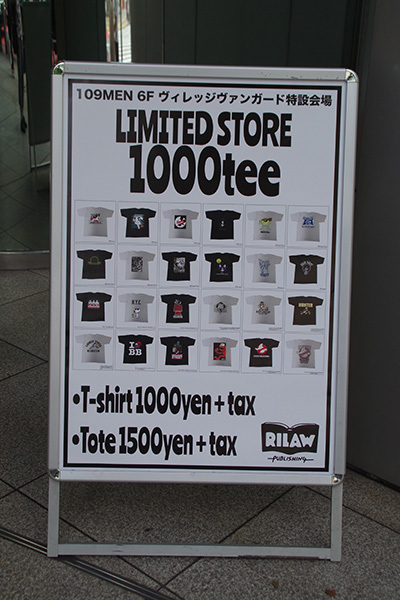 109MEN 6F ヴィレッジヴァンガード特設会場
LIMITED STORE
1000tee
N.Y.C.
I BB
•T-shirt 1000yen + tax
•Tote 1500yen + tax
RILAW
PUBLISHING